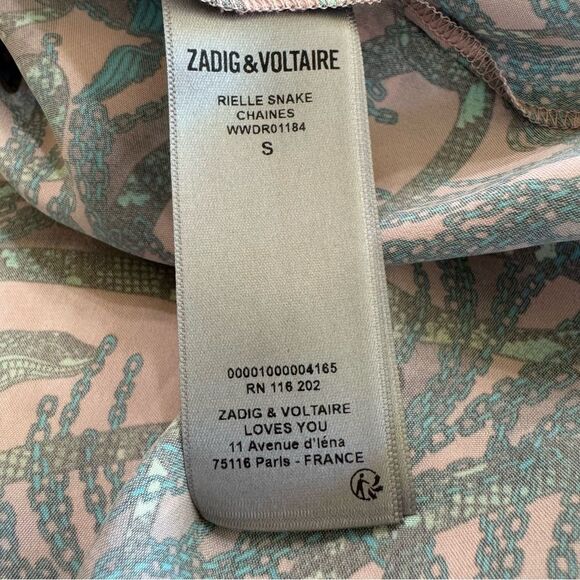 ZADIG&VOLTAIRE
RIELLE SNAKE
CHAINES
WWDR01184
S
00001000004165
RN 116 202
ZADIG & VOLTAIRE
LOVES YOU
11 Avenue d'Iéna
75116 Paris - FRANCE